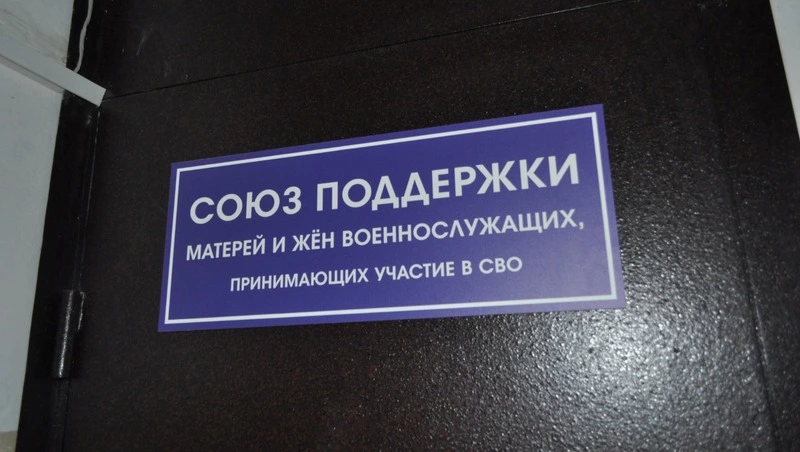 СОЮЗ ПОДДЕРЖКИ
МАТЕРЕЙ И ЖЁН ВОЕННОСЛУЖАЩИХ,
ПРИНИМАЮЩИХ УЧАСТИЕ В СВО